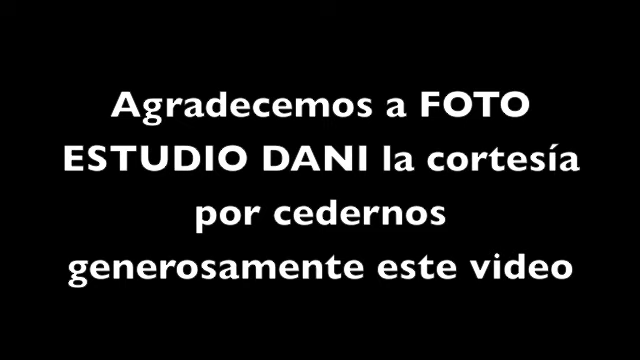 Agradecemos a FOTO
ESTUDIO DANI la cortesía
por cedernos
generosamente este video